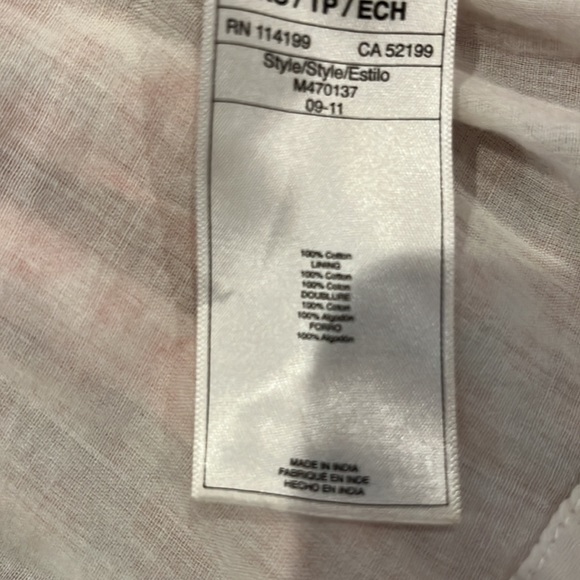 / TP / ECH
RN 114199 CA 52199
Style/Style/Estilo
M470137
09-11
100% Cotton
LINING
100% Cotton
100% Coton
DOUBLURE
100% Coton
100% Algodón
FORRO
100% Algodón
MADE IN INDIA
FABRIQUÉ EN INDE
HECHO EN INDIA